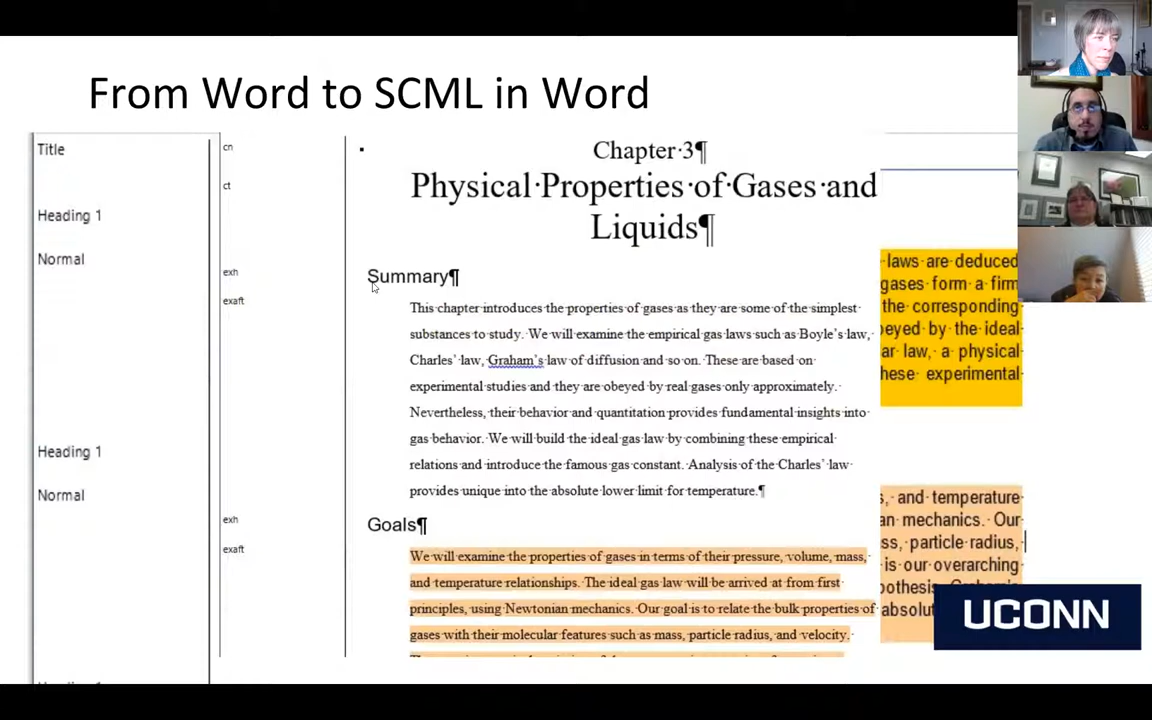 From Word to SCML in Word
Title
Heading 1
Normal
Heading 1
Normal
cn
ct
exh
exaft
exh
exaft
Chapter·3¶
Physical·Properties·of·Gases·and·
Liquids¶
Summary¶
This·chapter·introduces·the·properties·of·gases·as·they·are·some·of·the·simplest·
substances·to·study.··We·will·examine·the·empirical·gas·laws·such·as·Boyle's·law,·
Charles'·law,·Graham's·law·of·diffusion·and·so·on.··These·are·based·on·
experimental·studies·and·they·are·obeyed·by·real·gases·only·approximately.·
Nevertheless,·their·behavior·and·quantitation·provides·fundamental·insights·into·
gas·behavior.··We·will·build·the·ideal·gas·law·by·combining·these·empirical·
relations·and·introduce·the·famous·gas·constant.··Analysis·of·the·Charles'·law·
provides·unique·into·the·absolute·lower·limit·for·temperature.¶
Goals¶
We·will·examine·the·properties·of·gases·in·terms·of·their·pressure,·volume,·mass,·
and·temperature·relationships.··The·ideal·gas·law·will·be·arrived·at·from·first·
principles,·using·Newtonian·mechanics.··Our·goal·is·to·relate·the·bulk·properties·of·
gases·with·their·molecular·features·such·as·mass,·particle·radius,·and·velocity.·
laws·are·deduced·
gases·form·a·firm·
the·corresponding·
by·the·ideal·
law,·a·physical·
experimental·
and·temperature·
mechanics.··Our·
particle·radius,·
is·our·overarching·
UCONN